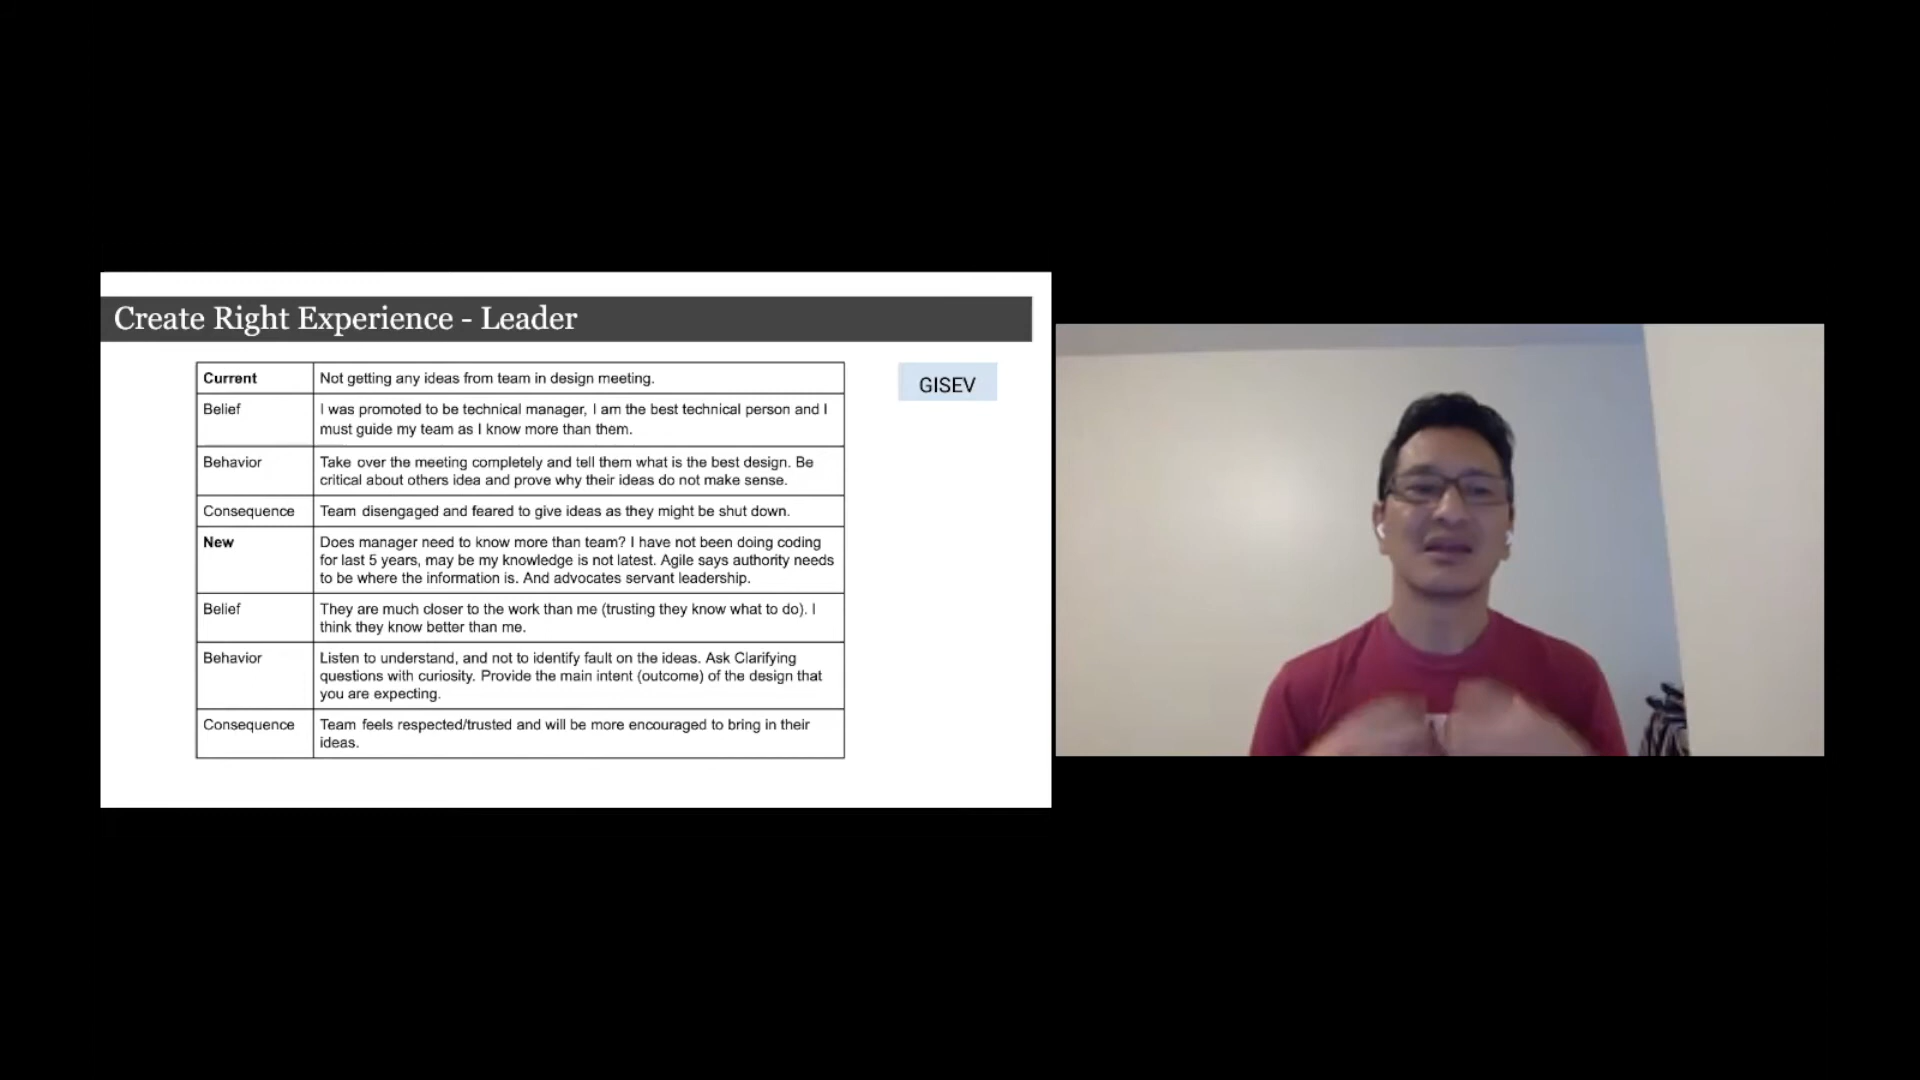 Create Right Experience - Leader
GISEV
Current
Not getting any ideas from team in design meeting.
Belief
I was promoted to be technical manager, I am the best technical person and I
must guide my team as I know more than them.
Behavior
Take over the meeting completely and tell them what is the best design. Be
critical about others idea and prove why their ideas do not make sense.
Consequence
Team disengaged and feared to give ideas as they might be shut down.
New
Does manager need to know more than team? I have not been doing coding
for last 5 years, may be my knowledge is not latest. Agile says authority needs
to be where the information is. And advocates servant leadership.
Belief
They are much closer to the work than me (trusting they know what to do). I
think they know better than me.
Behavior
Listen to understand, and not to identify fault on the ideas. Ask Clarifying
questions with curiosity. Provide the main intent (outcome) of the design that
you are expecting.
Consequence
Team feels respected/trusted and will be more encouraged to bring in their
ideas.